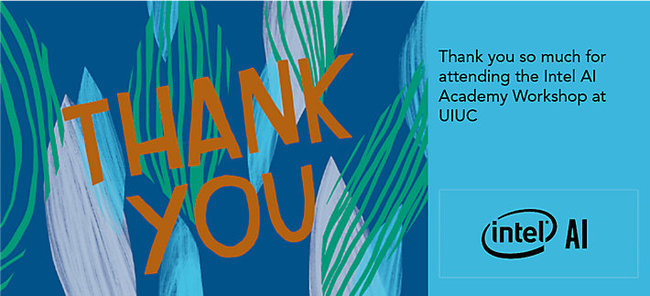 THANK
YOU
Thank you so much for
attending the Intel AI
Academy Workshop at
UIUC
intel AI